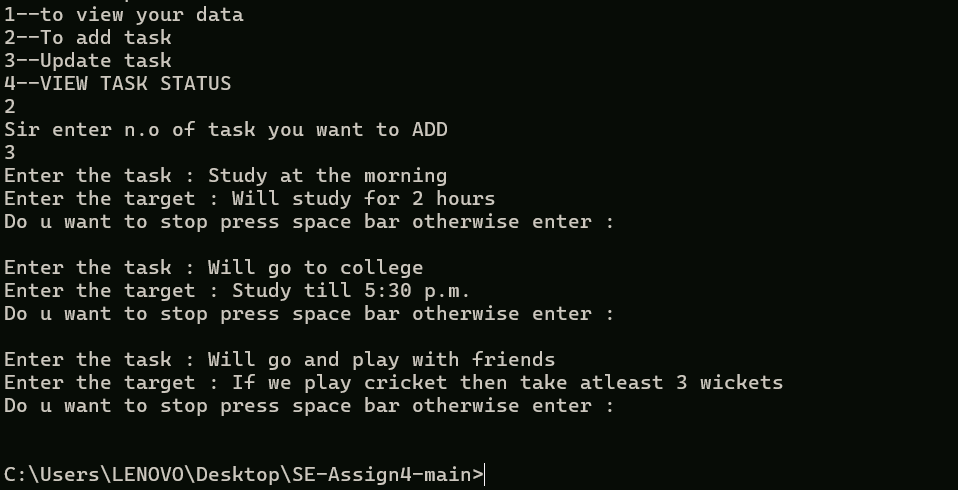 1--to view your data
2--To add task
3--Update task
4--VIEW TASK STATUS
2
Sir enter n.o of task you want to ADD
3
Enter the task : Study at the morning
Enter the target : Will study for 2 hours
Do u want to stop press space bar otherwise enter :
Enter the task : Will go to college
Enter the target : Study till 5:30 p.m.
Do u want to stop press space bar otherwise enter :
Enter the task : Will go and play with friends
Enter the target : If we play cricket then take atleast 3 wickets
Do u want to stop press space bar otherwise enter :
C:\Users\LENOVO\Desktop\SE-Assign4-main>